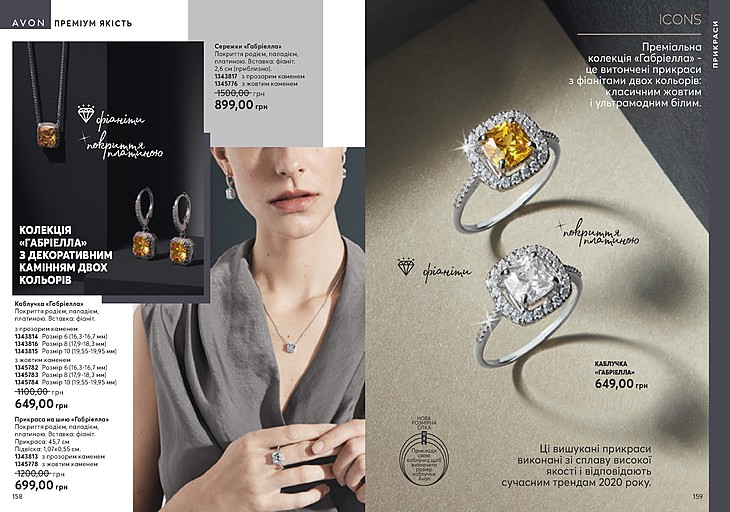 AVON ПРЕМІУМ ЯКІСТЬ
фіаніти
+покриття
платиною
КОЛЕКЦІЯ
«ГАБРІЕЛЛА»
З ДЕКОРАТИВНИМ
КАМІННЯМ ДВОХ
КОЛЬОРІВ
Сережки «Габріелла»
Покриття родієм, паладієм,
платиною. Вставка: фіаніт.
2,6 см (приблизно).
1343817 з прозорим каменем
1345776 з жовтим каменем
1500,00 грн
899,00 грн
Каблучка «Габріелла»
Покриття родієм, паладієм,
платиною. Вставка: фіаніт.
з прозорим каменем
1343814 Розмір 6 (16,3-16,7 мм)
1343816 Розмір 8 (17,9-18,3 мм)
1343815 Розмір 10 (19,55-19,95 мм)
з жовтим каменем
1345782 Розмір 6 (16,3-16,7 мм)
1345783 Розмір 8 (17,9-18,3 мм)
1345784 Розмір 10 (19,55-19,95 мм)
1100,00 грн
649,00 грн
Прикраса на шию «Габріелла»
Покриття родієм, паладієм,
платиною. Вставка: фіаніт.
Прикраса: 45,7 см
Підвіска: 1,07х0,55 см.
1343813 з прозорим каменем
1345778 з жовтим каменем
1200,00 грн
699,00 грн
158
ICONS
ПРИКРАСИ
Преміальна
колекція «Габріелла» -
це витончені прикраси
з фіанітами двох кольорів:
класичним жовтим
і ультрамодним білим.
+покриття
платиною
фіаніти
КАБЛУЧКА
«ГАБРІЕЛЛА»
649,00 грн
НОВА
РОЗМІРНА
СІТКА
Приклади
свою
каблучку, щоб
визначити
розмір
каблучки
Avon
Ці вишукані прикраси
виконані зі сплаву високої
якості і відповідають
сучасним трендам 2020 року.
159